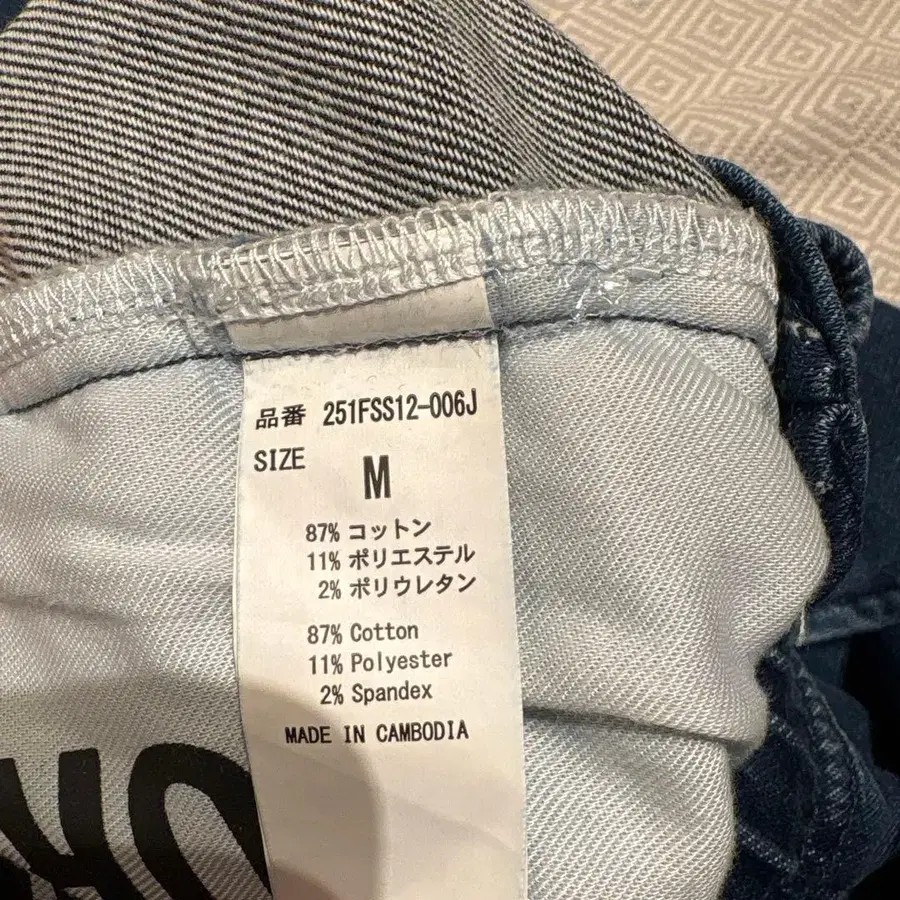 品番 251FSS12-006J
SIZE M
87% コットン
11% ポリエステル
2% ポリウレタン
87% Cotton
11% Polyester
2% Spandex
MADE IN CAMBODIA